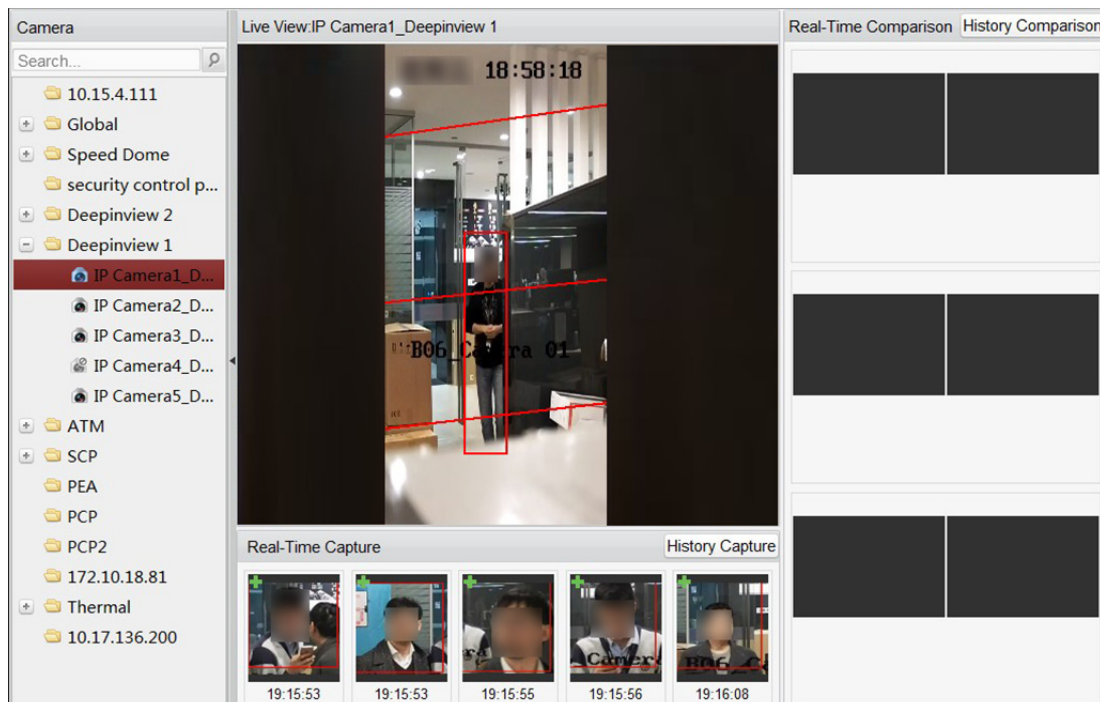 Camera
Search...
10.15.4.111
Global
Speed Dome
security control p...
Deepinview 2
Deepinview 1
IP Camera1_D...
IP Camera2_D...
IP Camera3_D...
IP Camera4_D...
IP Camera5_D...
ATM
SCP
PEA
PCP
PCP2
172.10.18.81
Thermal
10.17.136.200
Live View:IP Camera1_Deepinview 1
18:58:18
B06_Camera 01
Real-Time Capture
History Capture
Camera
B06_Ca
19:15:53
19:15:53
19:15:55
19:15:56
19:16:08
Real-Time Comparison
History Comparison